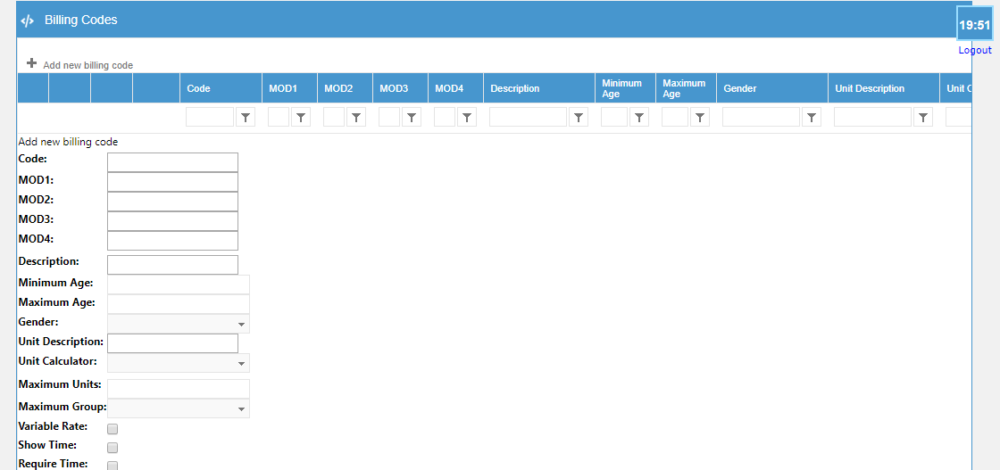 </> Billing Codes
19:51
Logout
Add new billing code
Code MOD1 MOD2 MOD3 MOD4 Description Minimum Age Maximum Age Gender Unit Description Unit C
Add new billing code
Code:
MOD1:
MOD2:
MOD3:
MOD4:
Description:
Minimum Age:
Maximum Age:
Gender:
Unit Description:
Unit Calculator:
Maximum Units:
Maximum Group:
Variable Rate:
Show Time:
Require Time: